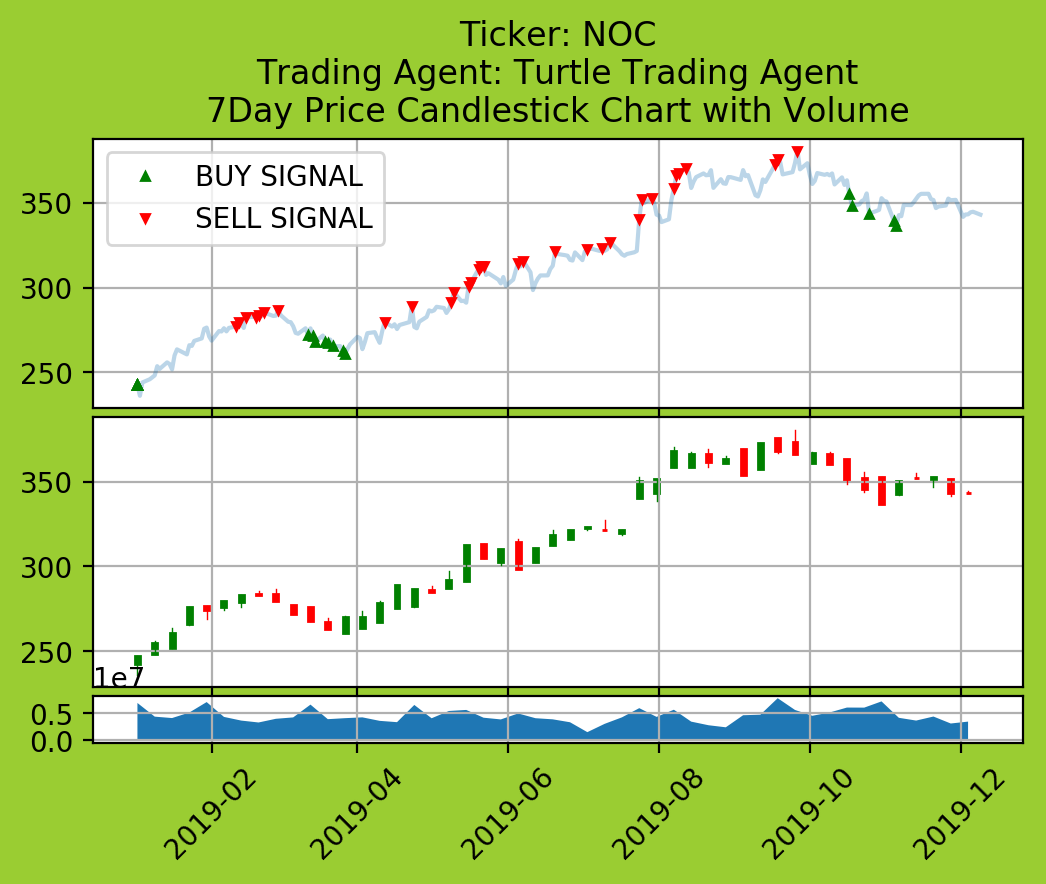 Ticker: NOC
Trading Agent: Turtle Trading Agent
7Day Price Candlestick Chart with Volume
BUY SIGNAL
SELL SIGNAL
350
300
250
350
300
250
1e7
0.5
0.0
2019-02
2019-04
2019-06
2019-08
2019-10
2019-12